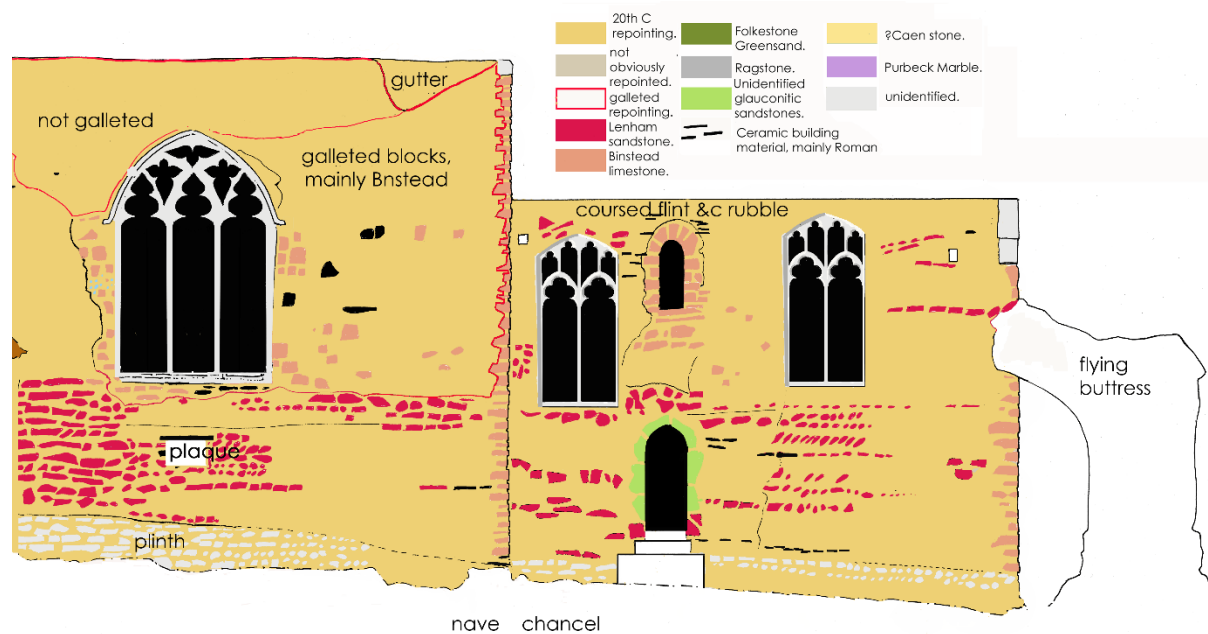 20th C
repointing.
not
obviously
repointed.
galleted
repointing.
Lenham
sandstone.
Binstead
limestone.
Folkestone
Greensand.
Ragstone.
Unidentified
glauconitic
sandstones.
Ceramic building
material, mainly Roman
?Caen stone.
Purbeck Marble.
unidentified.
gutter
not galleted
galleted blocks,
mainly Bnstead
coursed flint &c rubble
flying
buttress
plaque
plinth
nave chancel